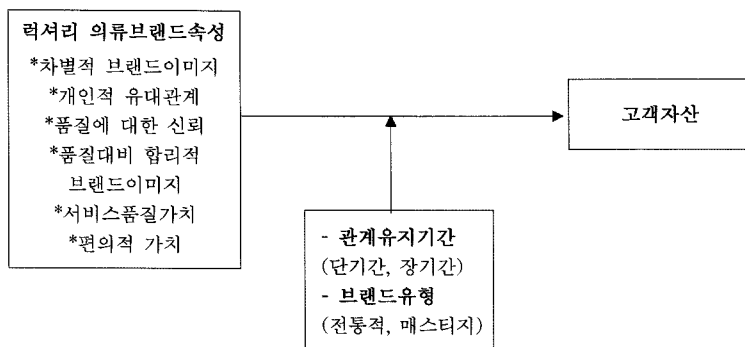 럭셔리 의류브랜드속성
*차별적 브랜드이미지
*개인적 유대관계
*품질에 대한 신뢰
*품질대비 합리적
브랜드이미지
*서비스품질가치
*편의적 가치
고객자산
- 관계유지기간
(단기간, 장기간)
- 브랜드유형
(전통적, 매스티지)